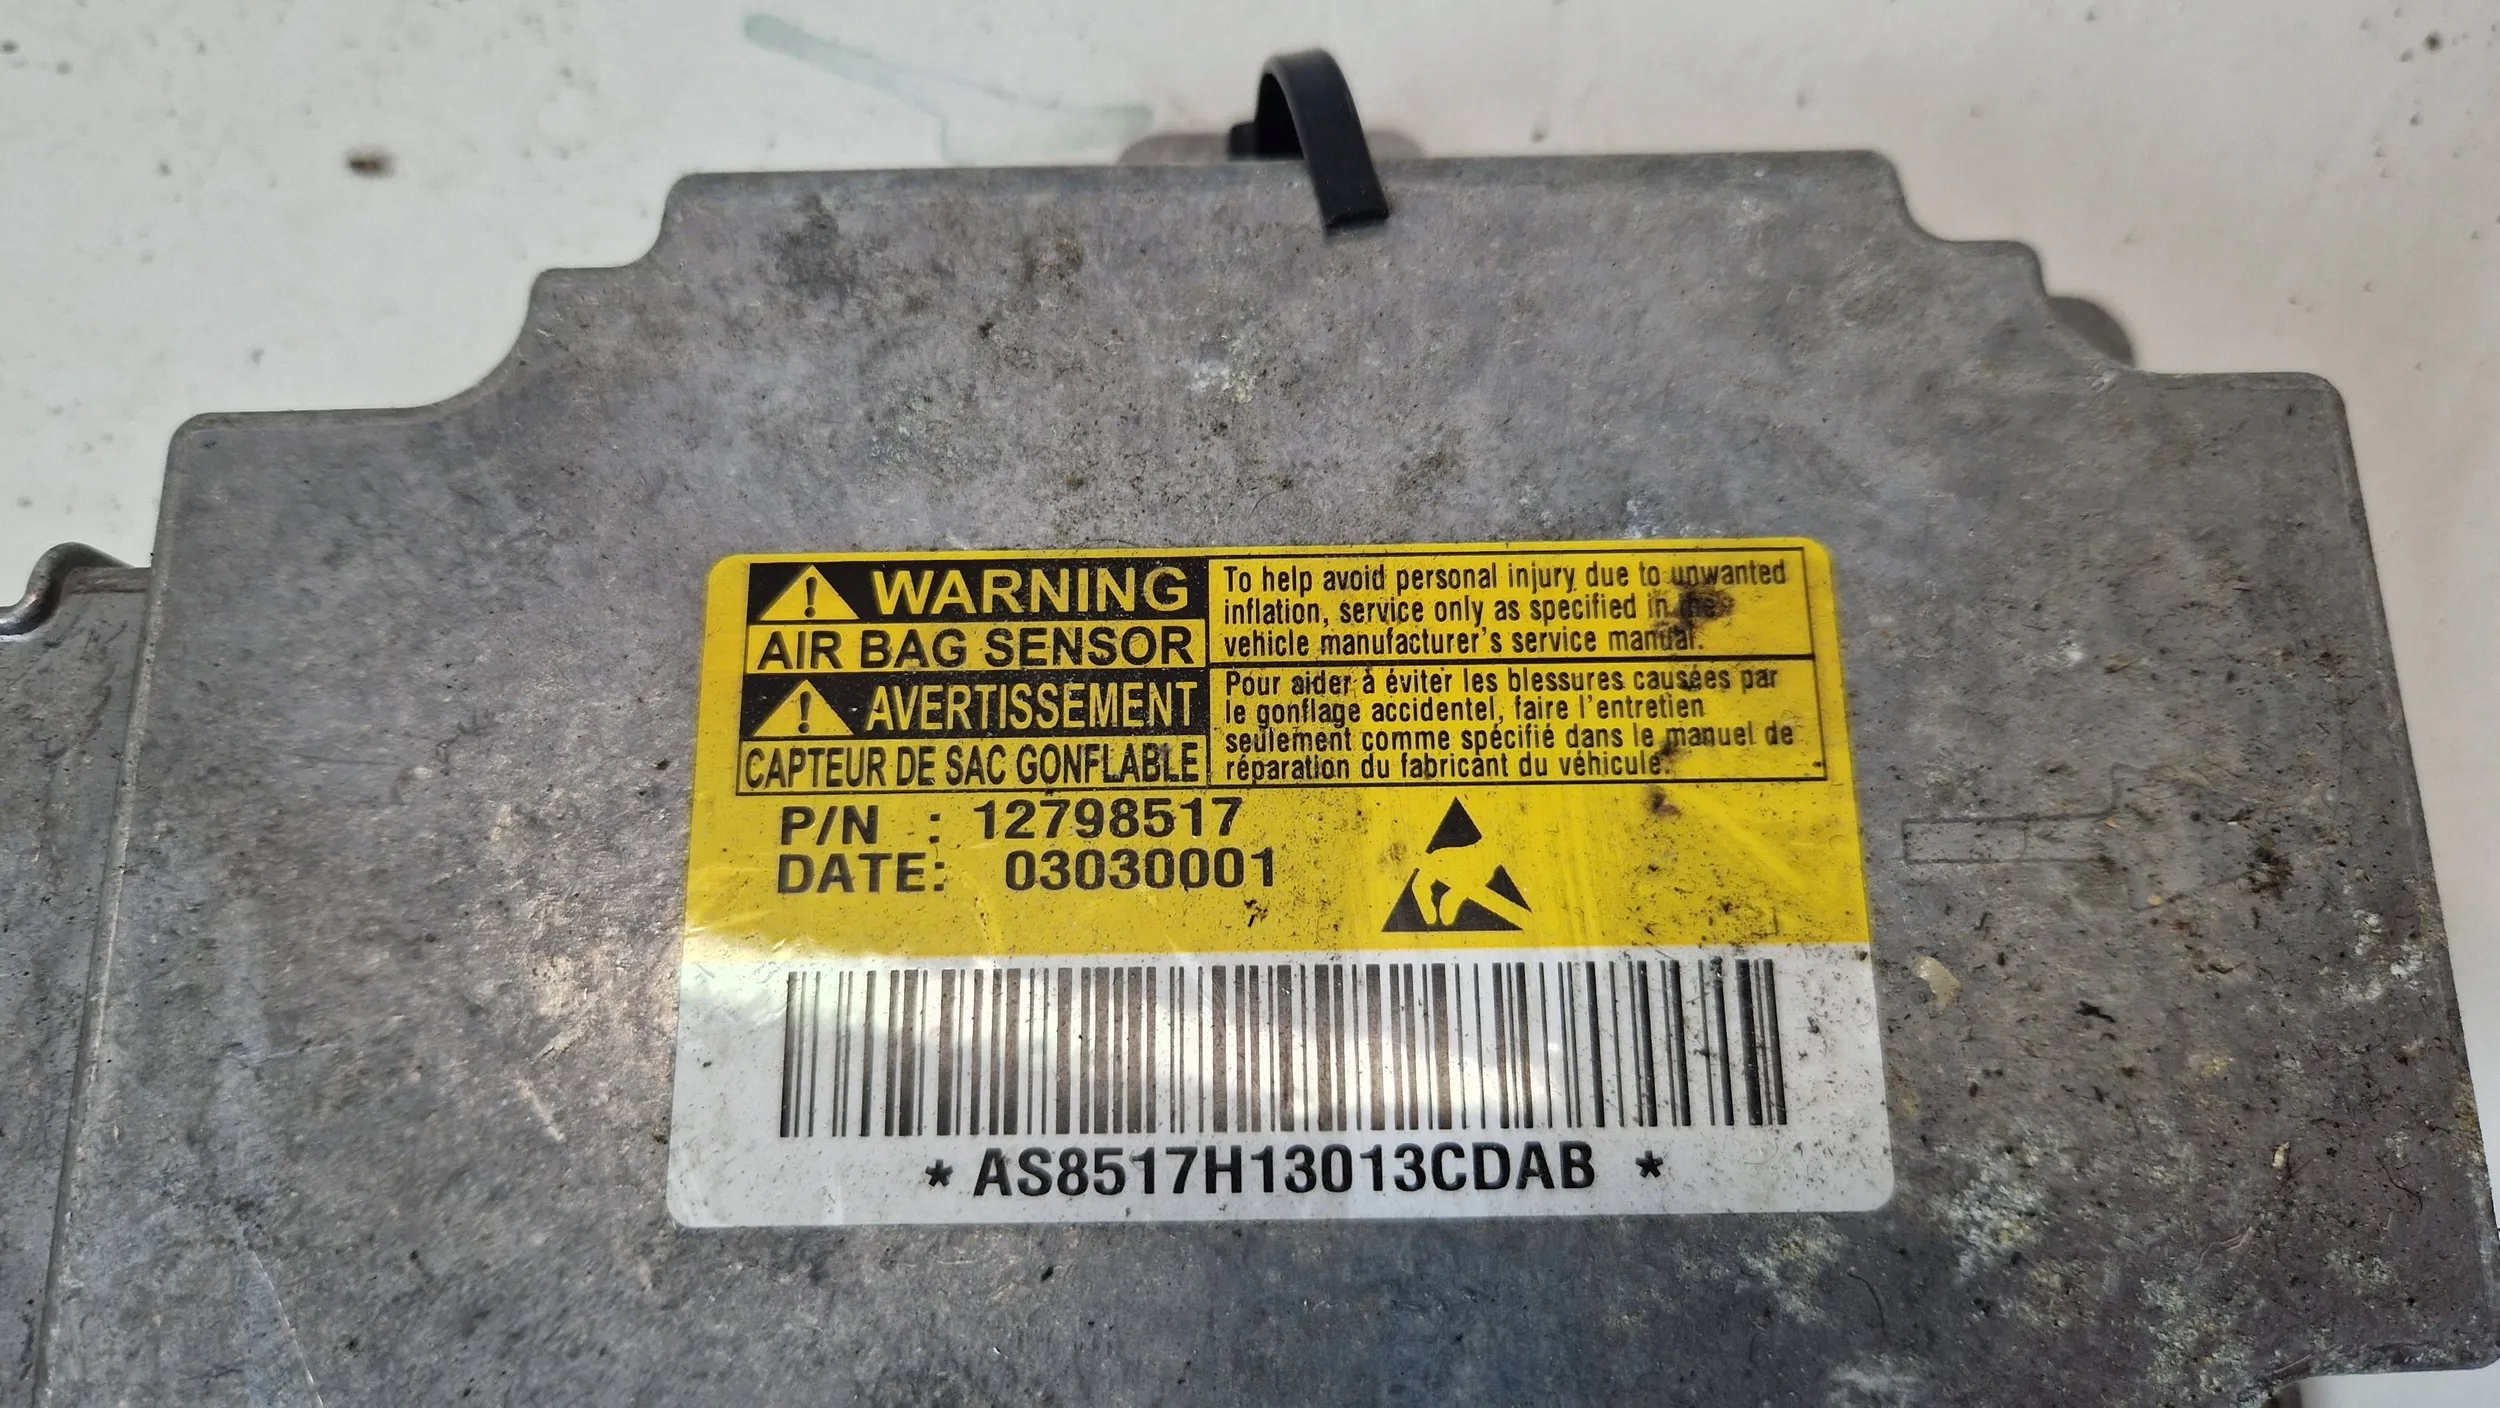 WARNING
AIR BAG SENSOR
To help avoid personal injury due to unwanted
inflation, service only as specified in the
vehicle manufacturer's service manual.
AVERTISSEMENT
CAPTEUR DE SAC GONFLABLE
Pour aider à éviter les blessures causées par
le gonflage accidentel, faire l'entretien
seulement comme spécifié dans le manuel de
réparation du fabricant du véhicule.
P/N : 12798517
DATE: 03030001
* AS8517H13013CDAB *